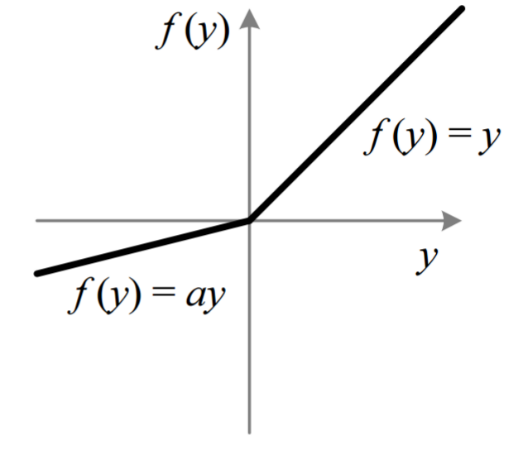 f(y)
f(y) = y
y
f(y) = ay